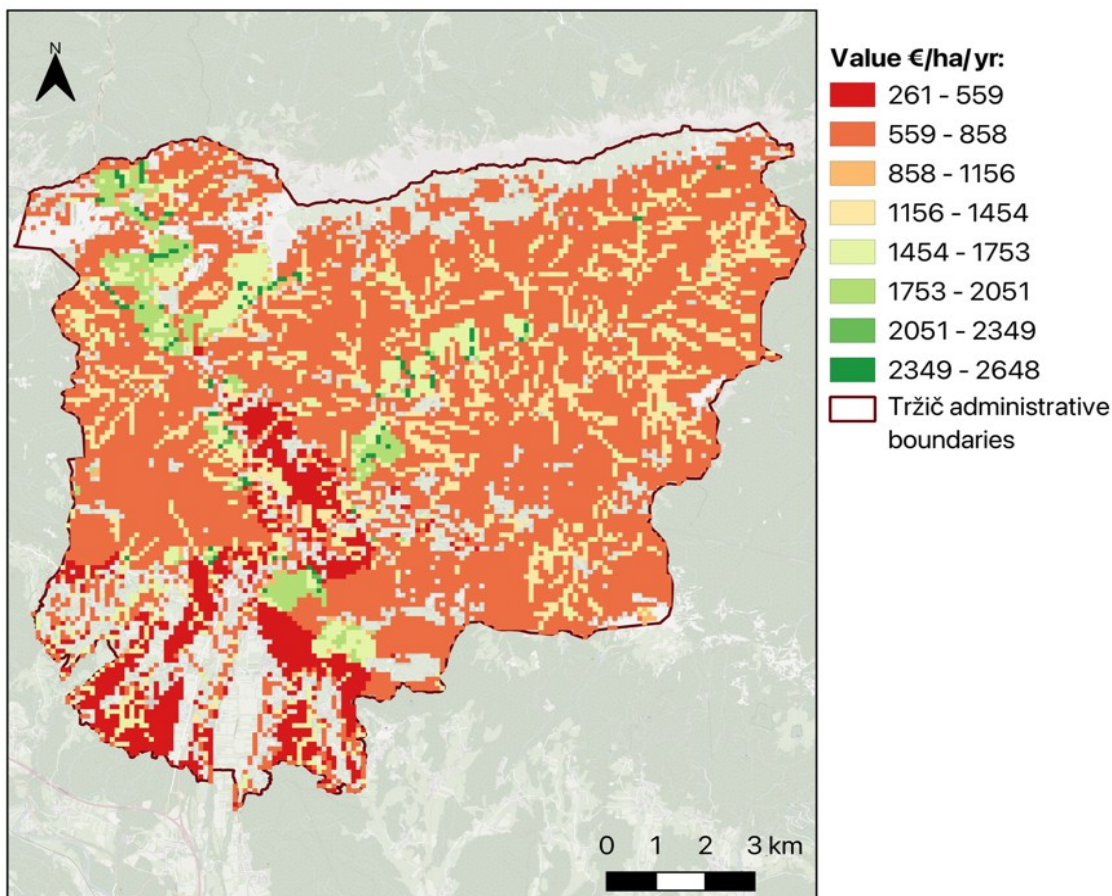 N
Value €/ha/yr:
261 - 559
559 - 858
858 - 1156
1156 - 1454
1454 - 1753
1753 - 2051
2051 - 2349
2349 - 2648
Tržič administrative
boundaries
0 1 2 3 km